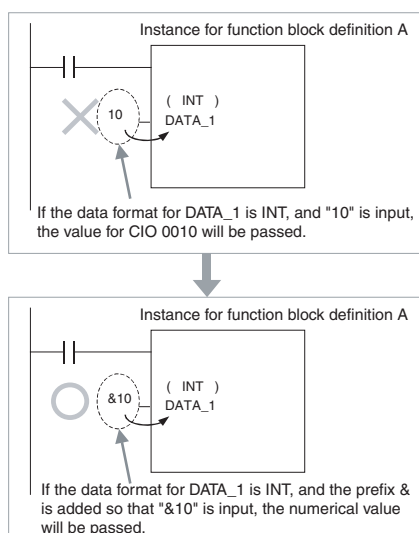 Instance for function block definition A
( INT )
10
DATA_1
If the data format for DATA_1 is INT, and "10" is input,
the value for CIO 0010 will be passed.
Instance for function block definition A
( INT )
&10
DATA_1
If the data format for DATA_1 is INT, and the prefix &
is added so that "&10" is input, the numerical value
will be passed.